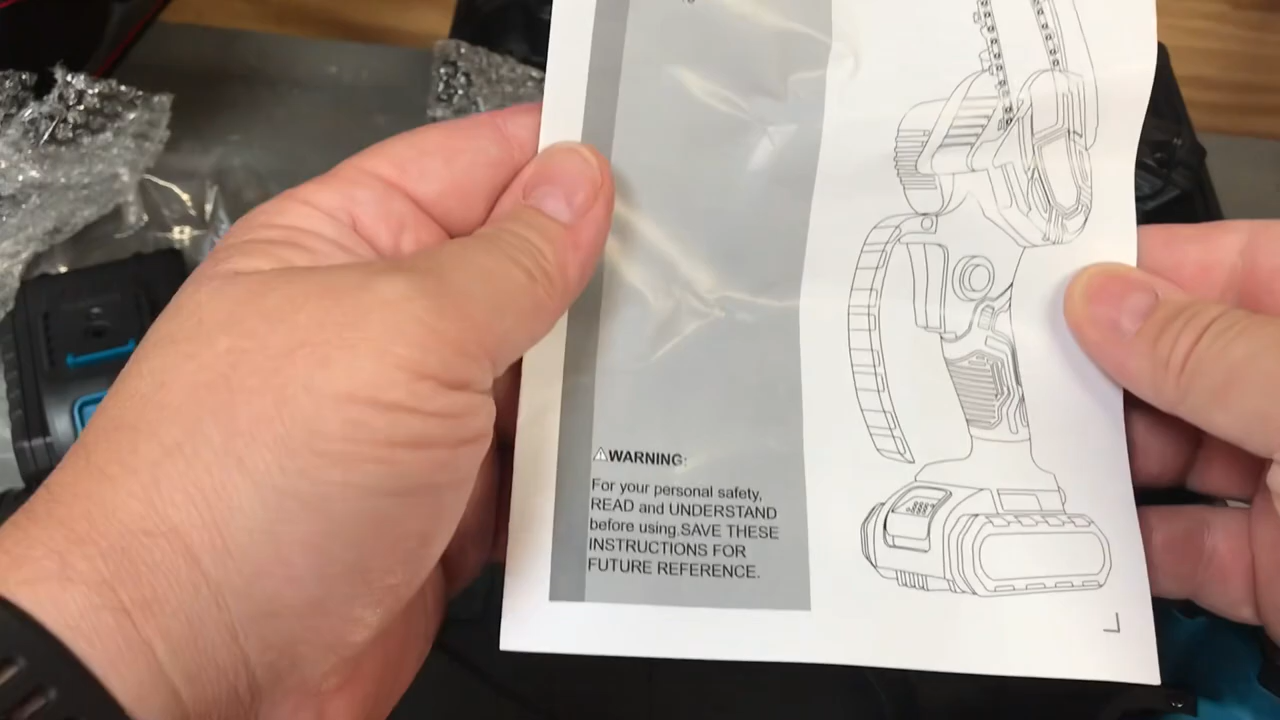 ⚠WARNING:
For your personal safety,
READ and UNDERSTAND
before using.SAVE THESE
INSTRUCTIONS FOR
FUTURE REFERENCE.